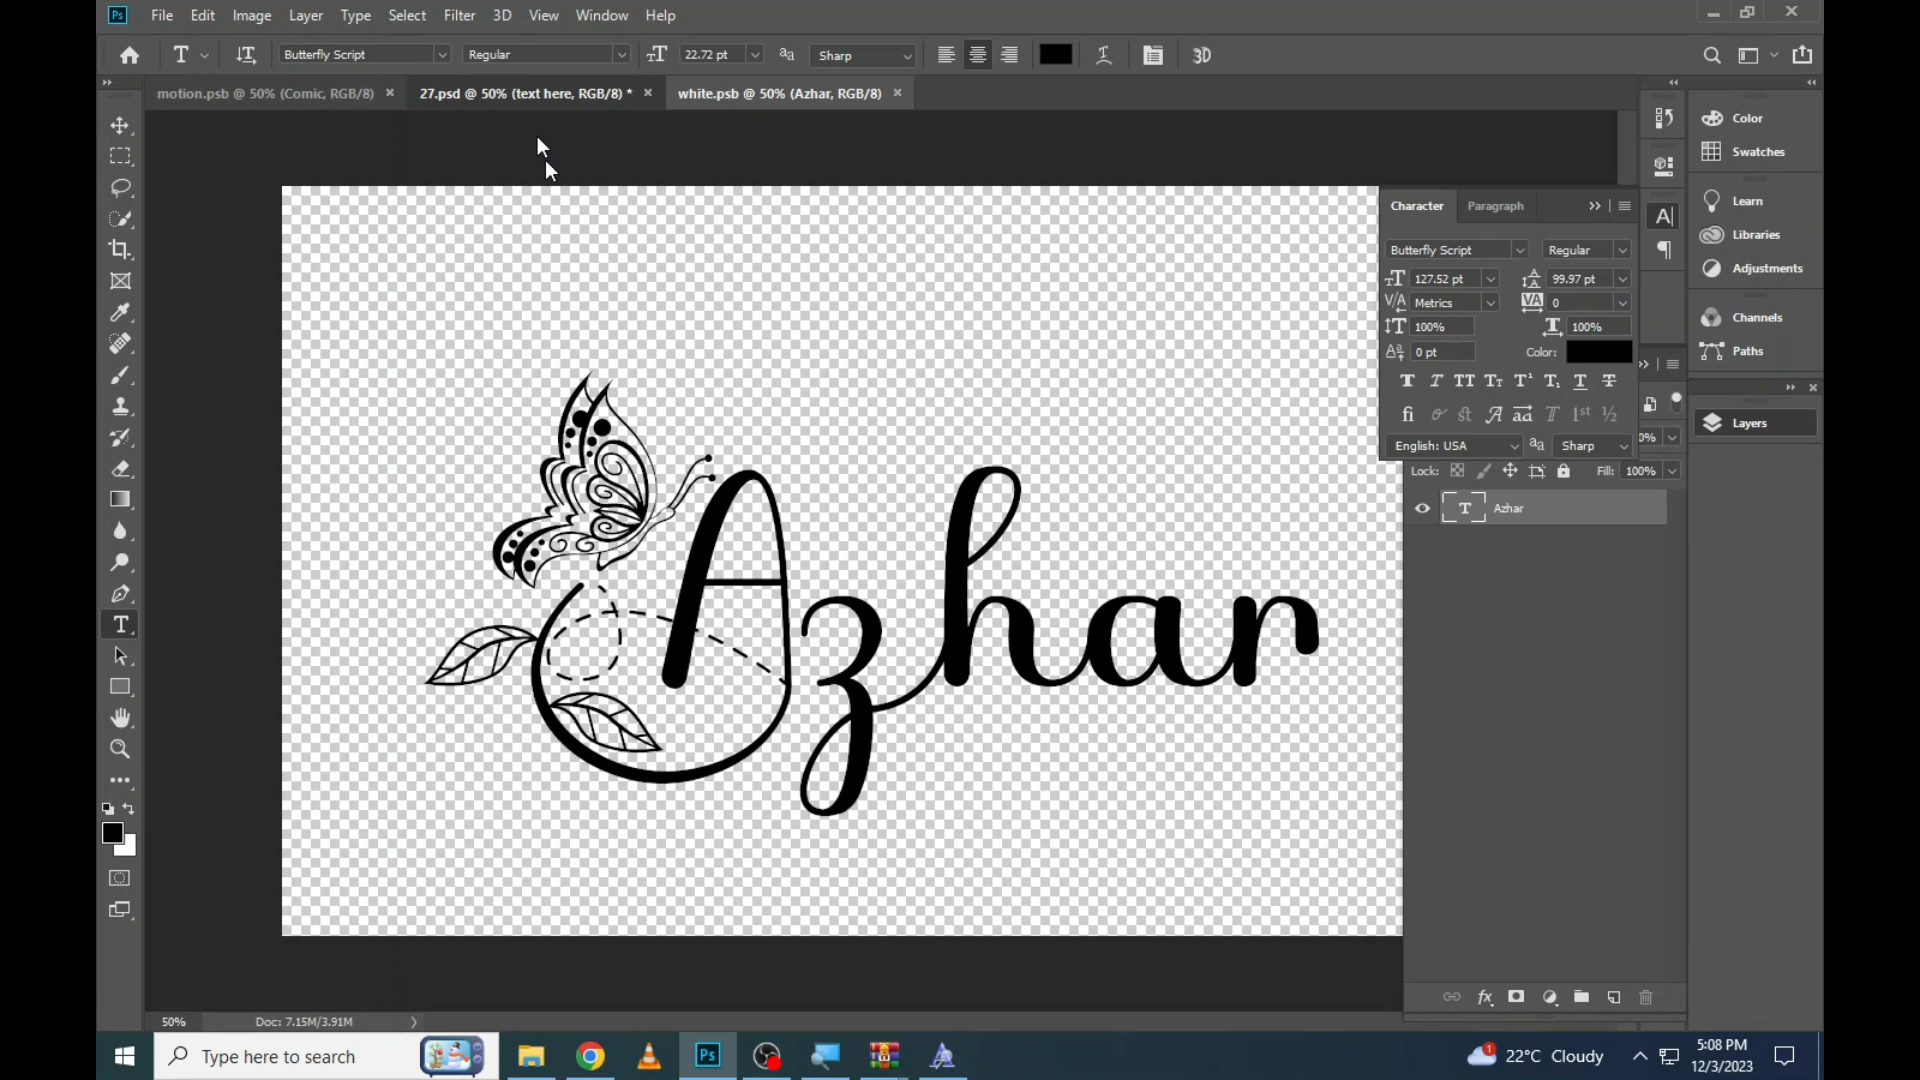 Ps File Edit Image Layer Type Select Filter 3D View Window Help
Butterfly Script Regular 22.72 pt aa Sharp 3D
motion.psb @ 50% (Comic, RGB/8) 27.psd @ 50% (text here, RGB/8) * white.psb @ 50% (Azhar, RGB/8)
Color
Swatches
Learn
Libraries
Adjustments
Channels
Paths
Layers
Character Paragraph
Butterfly Script Regular
127.52 pt 99.97 pt
Metrics 0
100% 100%
0 pt Color:
English: USA aa Sharp
0%
Lock: Fill: 100%
T Azhar
Azhar
50% Doc: 7.15M/3.91M
Type here to search
22°C Cloudy
5:08 PM
12/3/2023